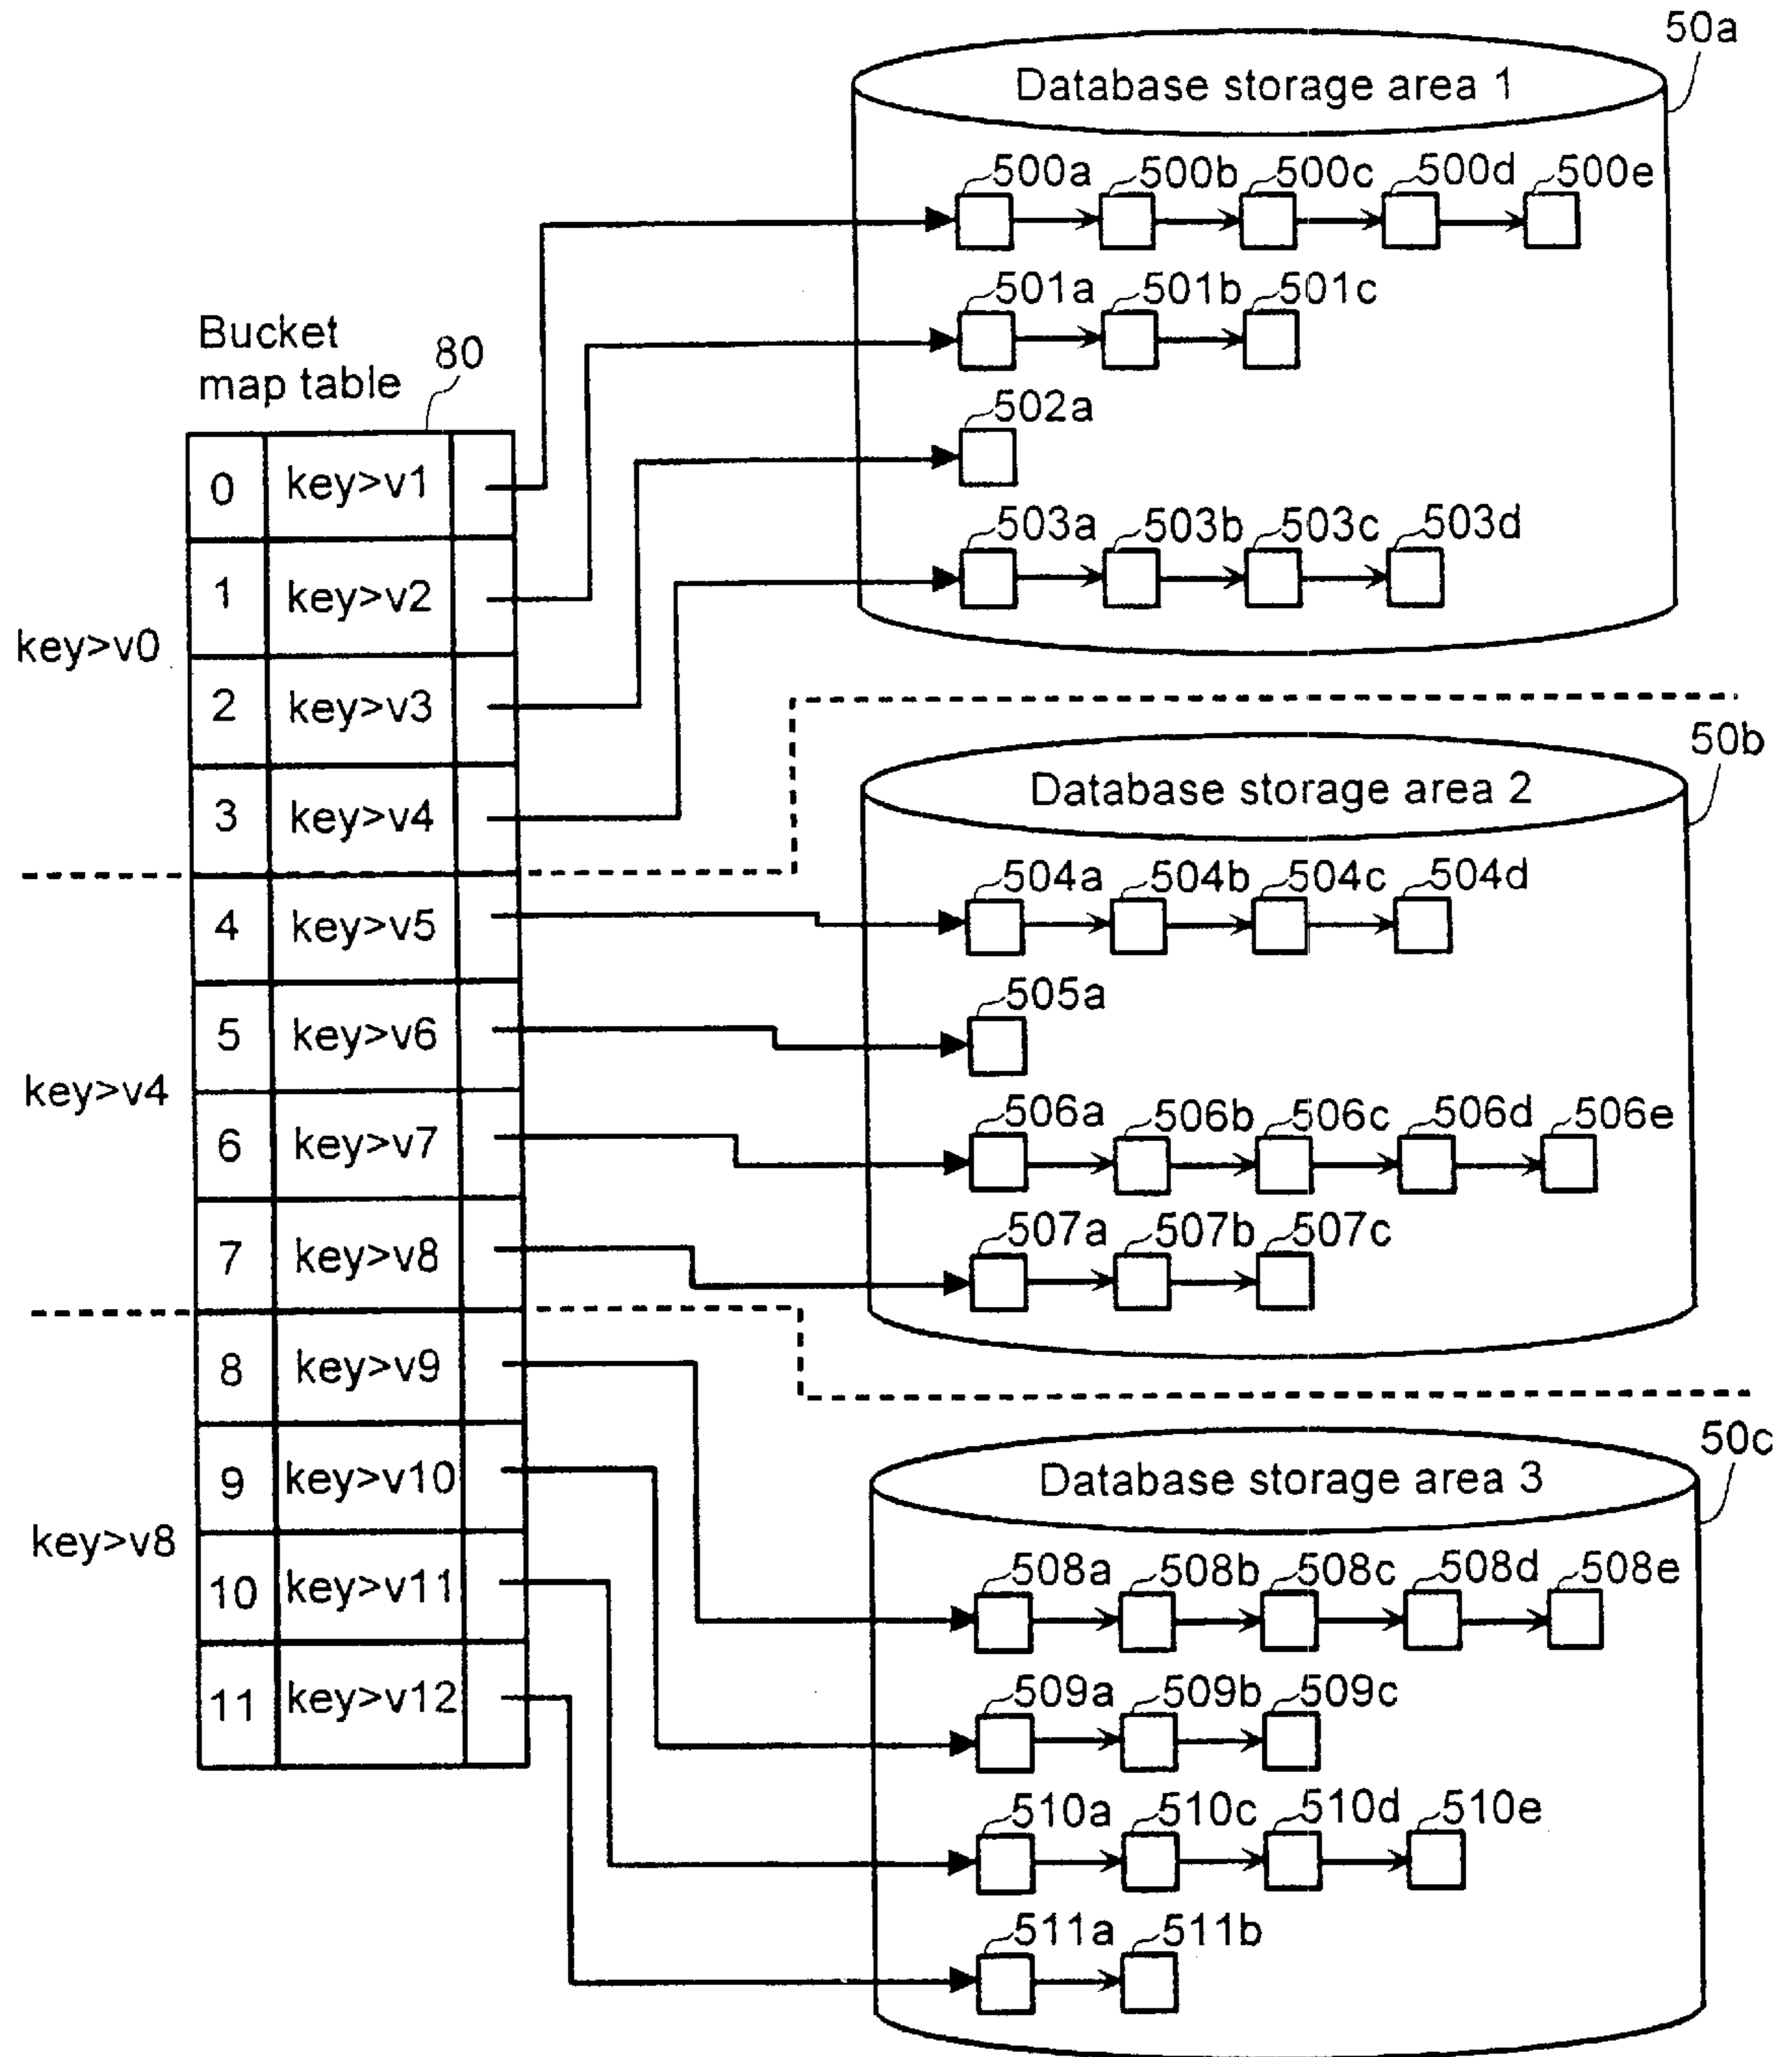 50a
Database storage area 1
500a 500b 500c 500d 500e
501a 501b 501c
Bucket
map table
80
502a
0 key>v1
503a 503b 503c 503d
1 key>v2
key>v0
2 key>v3
50b
Database storage area 2
3 key>v4
504a 504b 504c 504d
4 key>v5
505a
5 key>v6
key>v4
506a 506b 506c 506d 506e
6 key>v7
507a 507b 507c
7 key>v8
8 key>v9
50c
Database storage area 3
9 key>v10
key>v8
508a 508b 508c 508d 508e
10 key>v11
509a 509b 509c
11 key>v12
510a 510c 510d 510e
511a 511b